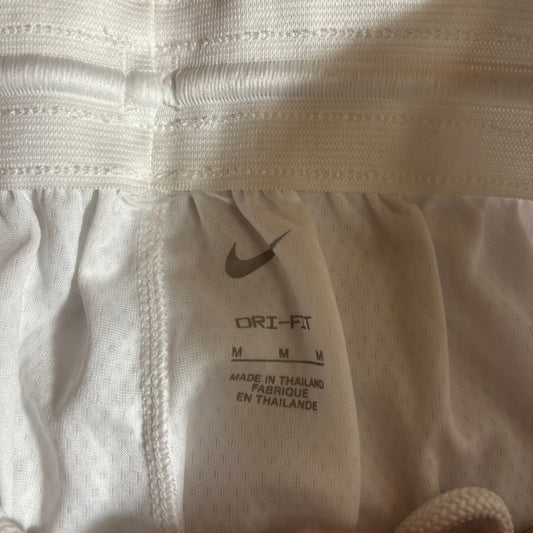 DRI-FIT
M M M
MADE IN THAILAND
FABRIQUE
EN THAILANDE